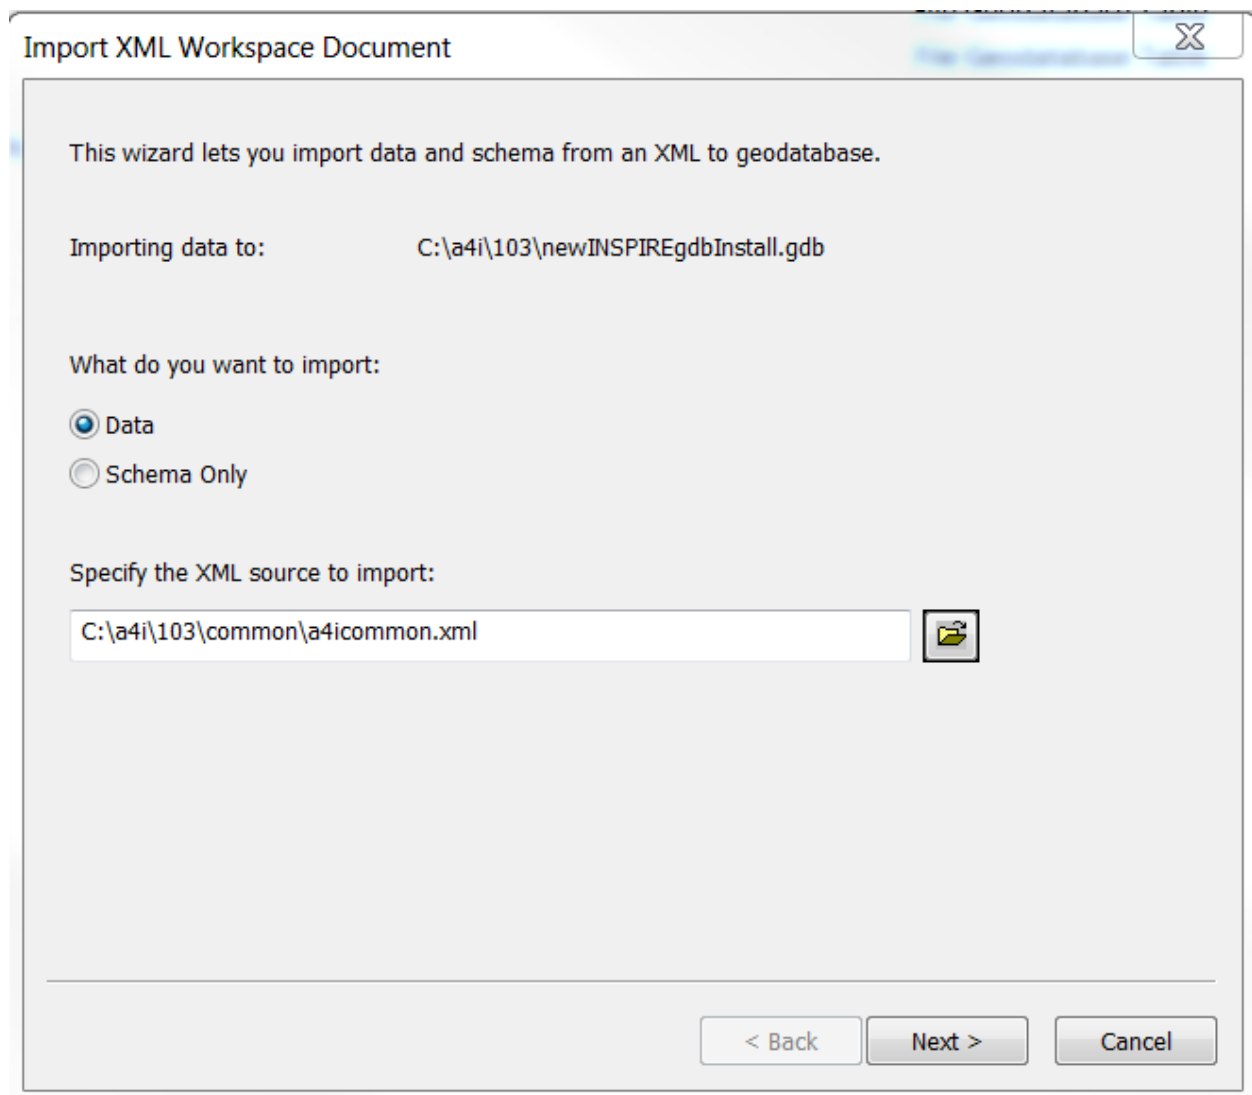 Import XML Workspace Document
This wizard lets you import data and schema from an XML to geodatabase.
Importing data to: C:\a4i\103\newINSPIREgdbInstall.gdb
What do you want to import:
Data
Schema Only
Specify the XML source to import:
C:\a4i\103\common\a4icommon.xml
< Back Next > Cancel